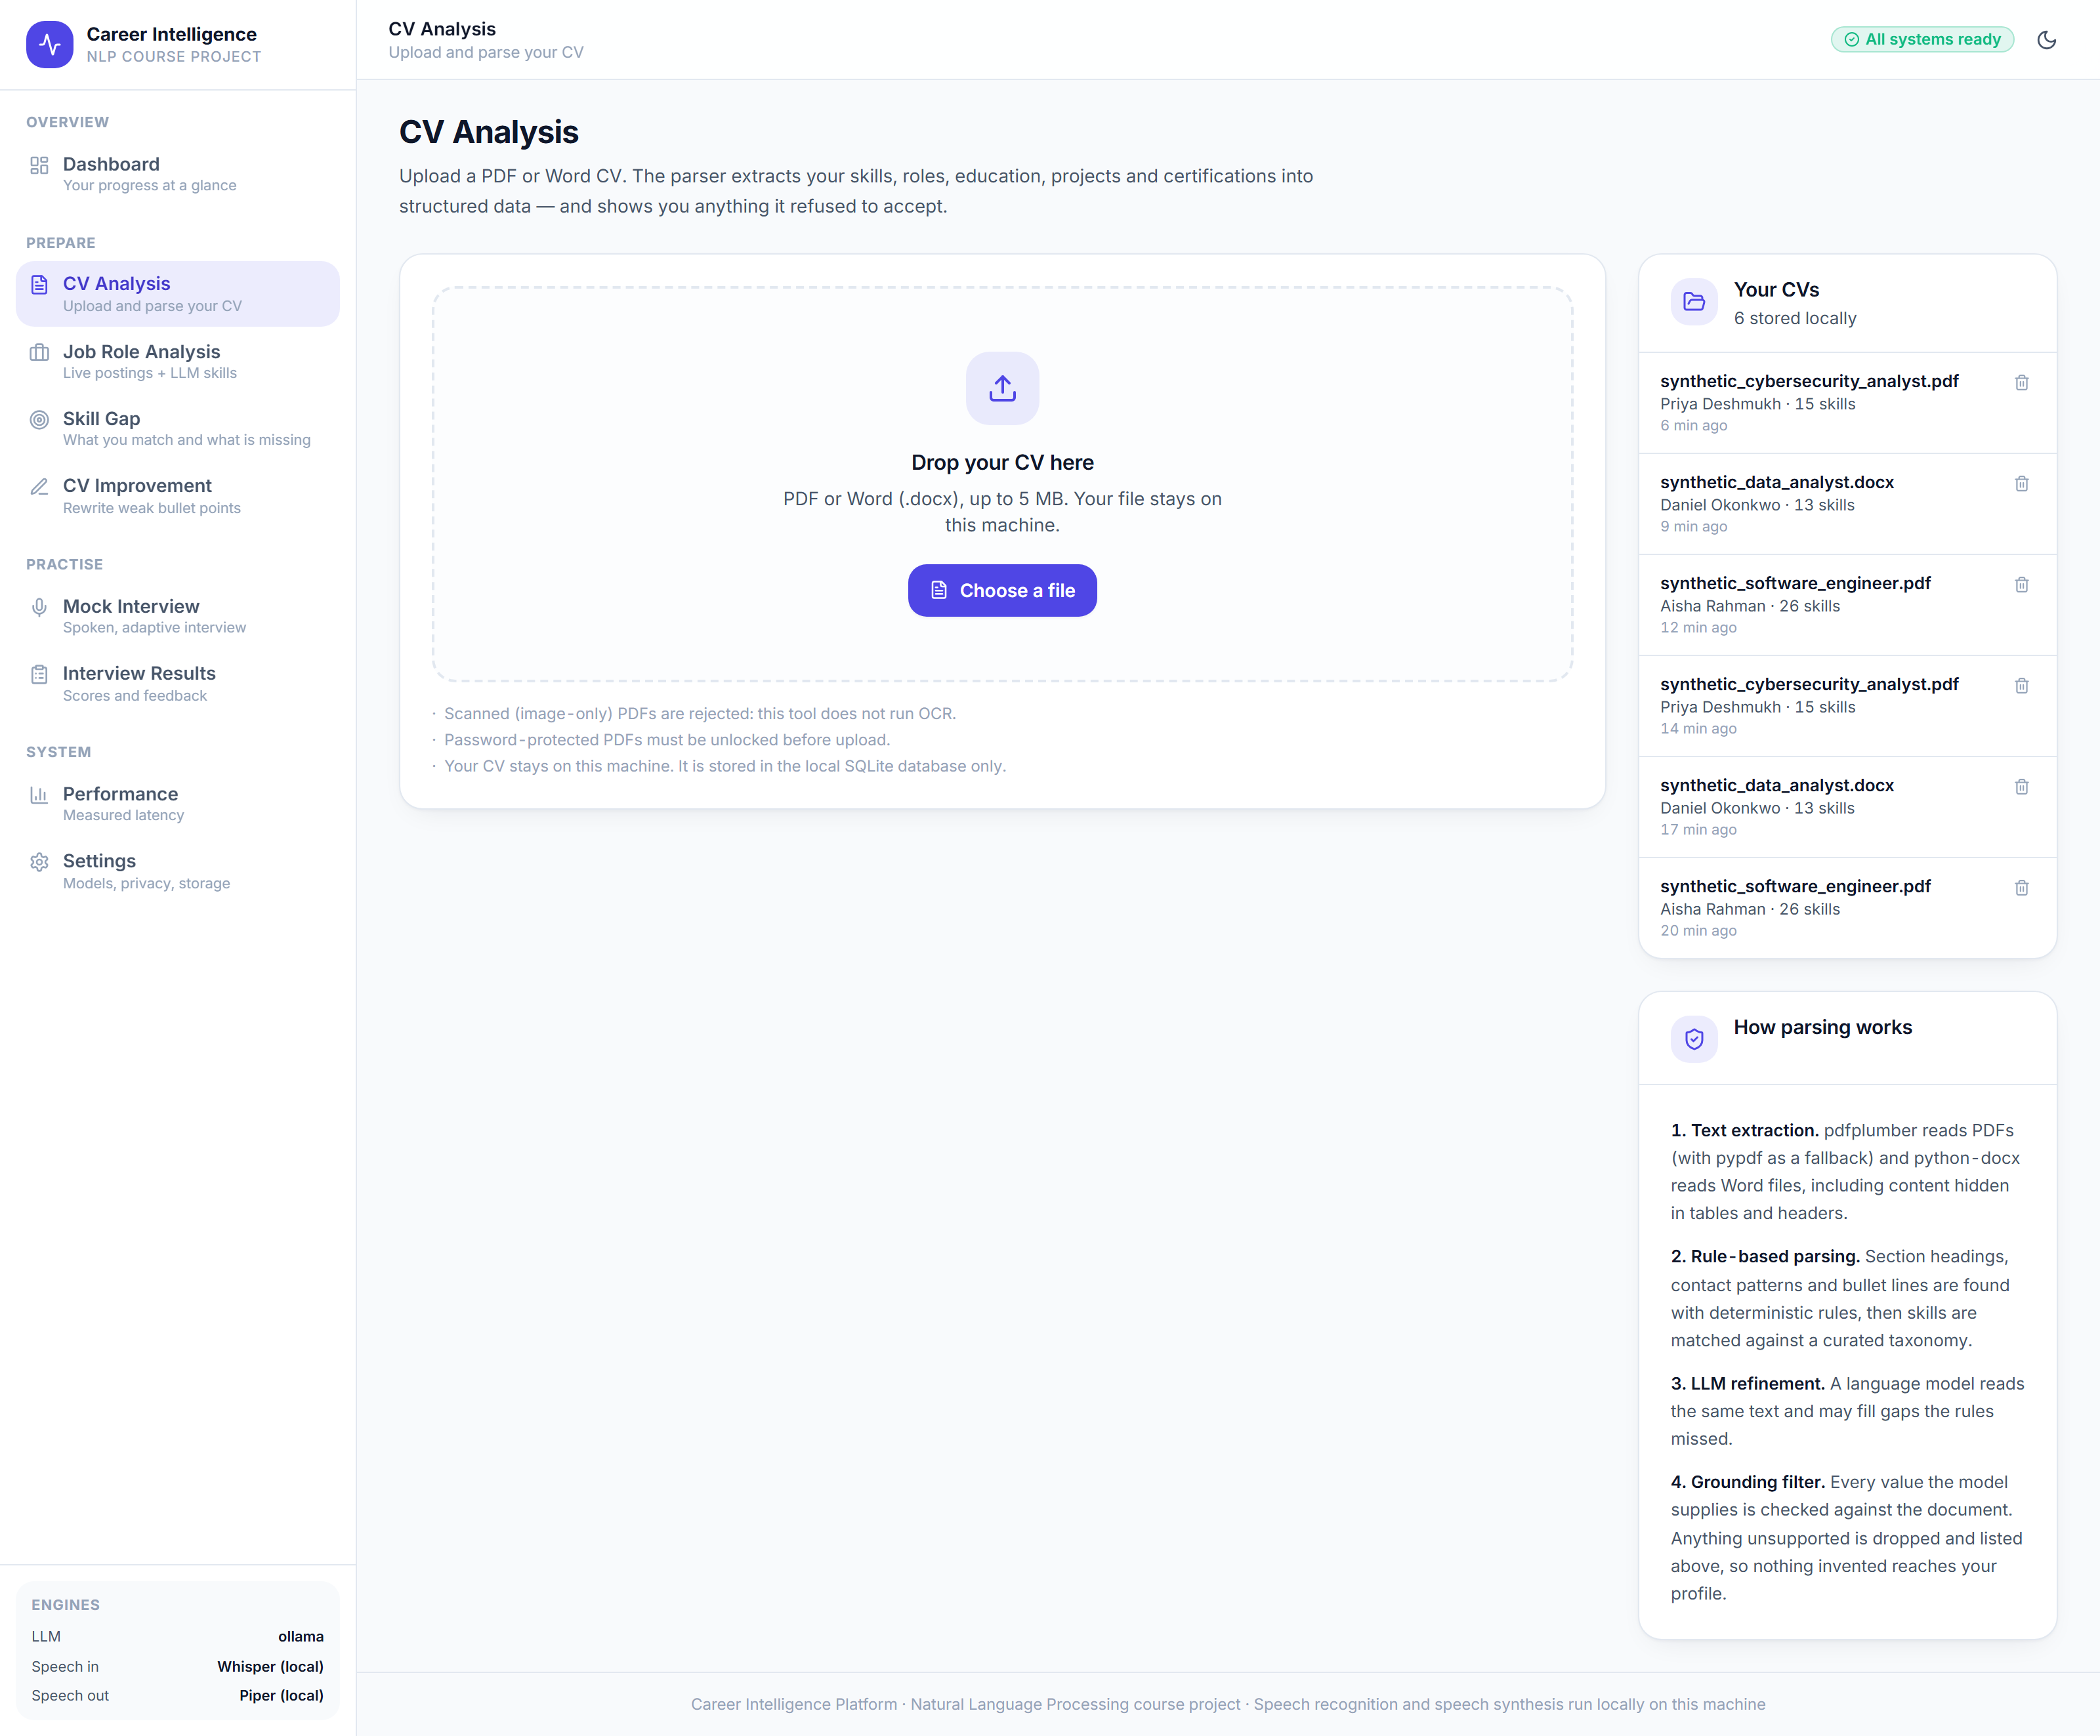 Career Intelligence
NLP COURSE PROJECT
OVERVIEW
Dashboard
Your progress at a glance
PREPARE
CV Analysis
Upload and parse your CV
Job Role Analysis
Live postings + LLM skills
Skill Gap
What you match and what is missing
CV Improvement
Rewrite weak bullet points
PRACTISE
Mock Interview
Spoken, adaptive interview
Interview Results
Scores and feedback
SYSTEM
Performance
Measured latency
Settings
Models, privacy, storage
ENGINES
LLM ollama
Speech in Whisper (local)
Speech out Piper (local)
CV Analysis
Upload and parse your CV
All systems ready
CV Analysis
Upload a PDF or Word CV. The parser extracts your skills, roles, education, projects and certifications into
structured data — and shows you anything it refused to accept.
Drop your CV here
PDF or Word (.docx), up to 5 MB. Your file stays on
this machine.
Choose a file
· Scanned (image-only) PDFs are rejected: this tool does not run OCR.
· Password-protected PDFs must be unlocked before upload.
· Your CV stays on this machine. It is stored in the local SQLite database only.
Your CVs
6 stored locally
synthetic_cybersecurity_analyst.pdf
Priya Deshmukh · 15 skills
6 min ago
synthetic_data_analyst.docx
Daniel Okonkwo · 13 skills
9 min ago
synthetic_software_engineer.pdf
Aisha Rahman · 26 skills
12 min ago
synthetic_cybersecurity_analyst.pdf
Priya Deshmukh · 15 skills
14 min ago
synthetic_data_analyst.docx
Daniel Okonkwo · 13 skills
17 min ago
synthetic_software_engineer.pdf
Aisha Rahman · 26 skills
20 min ago
How parsing works
1. Text extraction. pdfplumber reads PDFs
(with pypdf as a fallback) and python-docx
reads Word files, including content hidden
in tables and headers.
2. Rule-based parsing. Section headings,
contact patterns and bullet lines are found
with deterministic rules, then skills are
matched against a curated taxonomy.
3. LLM refinement. A language model reads
the same text and may fill gaps the rules
missed.
4. Grounding filter. Every value the model
supplies is checked against the document.
Anything unsupported is dropped and listed
above, so nothing invented reaches your
profile.
Career Intelligence Platform · Natural Language Processing course project · Speech recognition and speech synthesis run locally on this machine